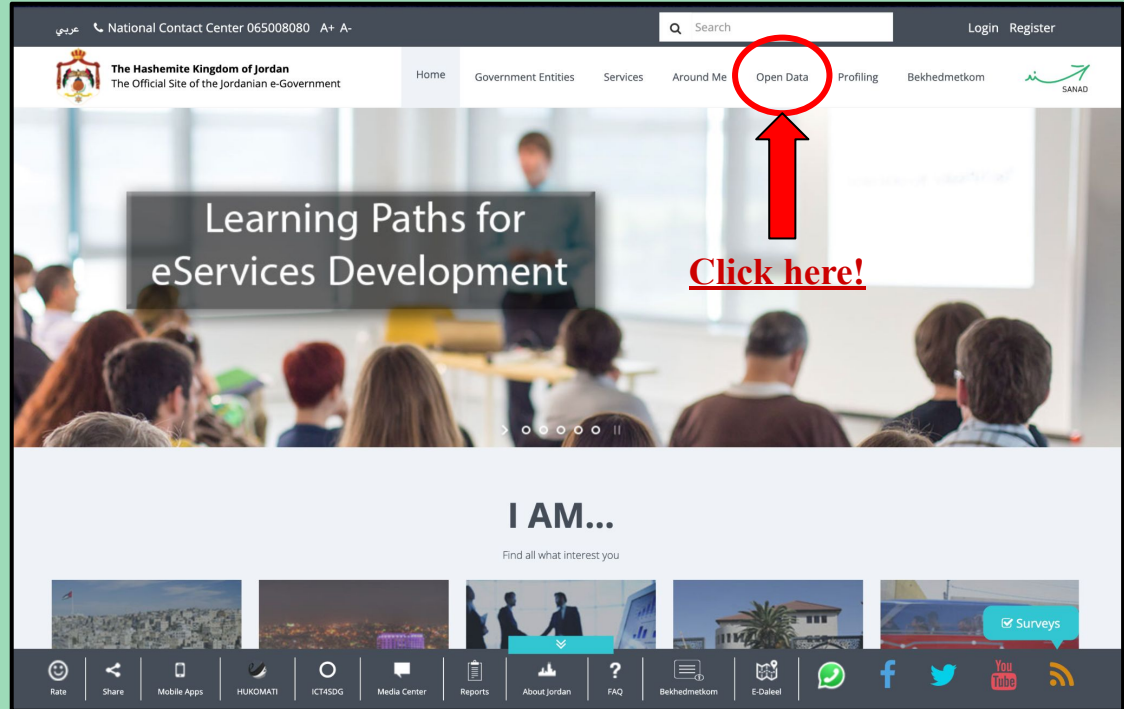 عربي National Contact Center 065008080 A+ A- Search Login Register
The Hashemite Kingdom of Jordan
The Official Site of the Jordanian e-Government
Home Government Entities Services Around Me Open Data Profiling Bekhedmetkom
سند
SANAD
Learning Paths for
eServices Development
Click here!
I AM...
Find all what interest you
Surveys
Rate Share Mobile Apps HUKOMATI ICT4SDG Media Center Reports About Jordan FAQ Bekhedmetkom E-Daleel
You
Tube